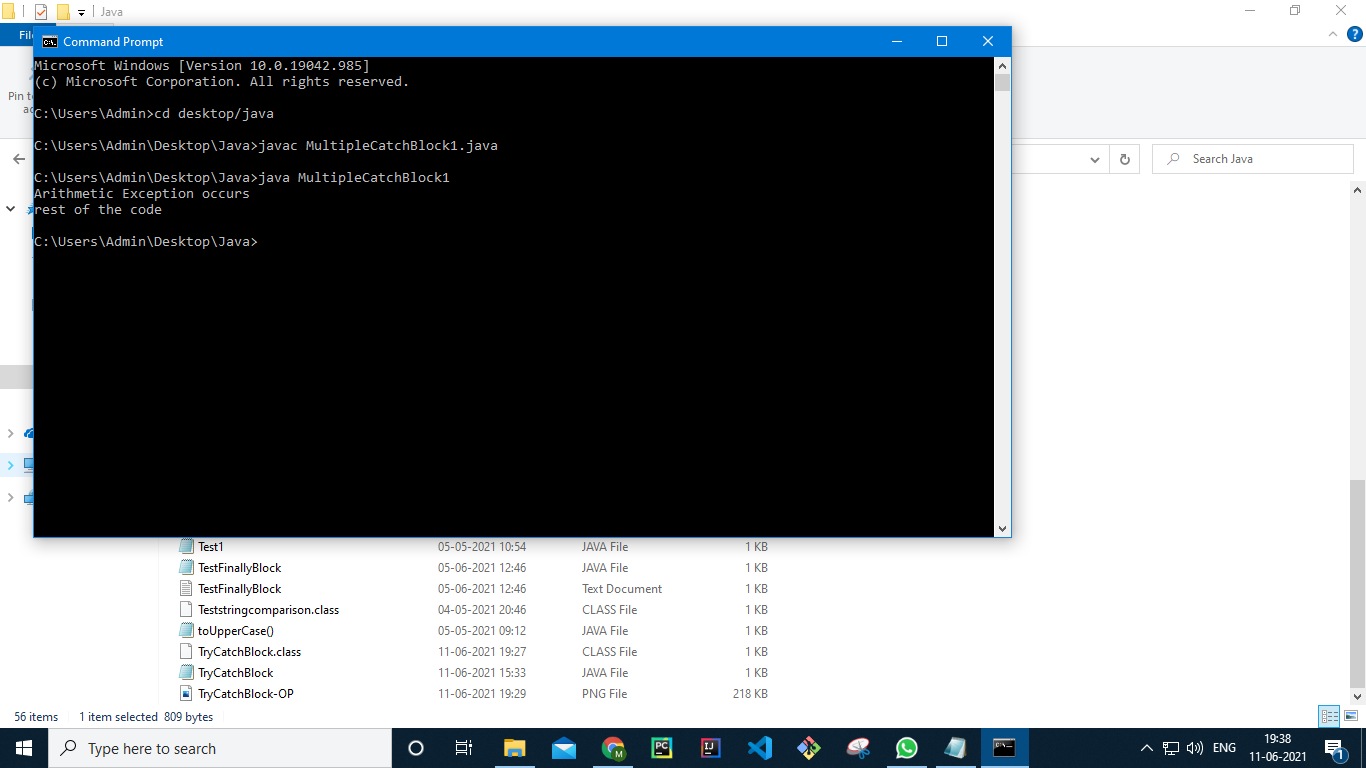 Java
Command Prompt
Microsoft Windows [Version 10.0.19042.985]
(c) Microsoft Corporation. All rights reserved.
C:\Users\Admin>cd desktop/java
C:\Users\Admin\Desktop\Java>javac MultipleCatchBlock1.java
C:\Users\Admin\Desktop\Java>java MultipleCatchBlock1
Arithmetic Exception occurs
rest of the code
C:\Users\Admin\Desktop\Java>
Pin to
Search Java
Test1 05-05-2021 10:54 JAVA File 1 KB
TestFinallyBlock 05-06-2021 12:46 JAVA File 1 KB
TestFinallyBlock 05-06-2021 12:46 Text Document 1 KB
Teststringcomparison.class 04-05-2021 20:46 CLASS File 1 KB
toUpperCase() 05-05-2021 09:12 JAVA File 1 KB
TryCatchBlock.class 11-06-2021 19:27 CLASS File 1 KB
TryCatchBlock 11-06-2021 15:33 JAVA File 1 KB
TryCatchBlock-OP 11-06-2021 19:29 PNG File 218 KB
56 items 1 item selected 809 bytes
Type here to search
ENG
19:38
11-06-2021
1